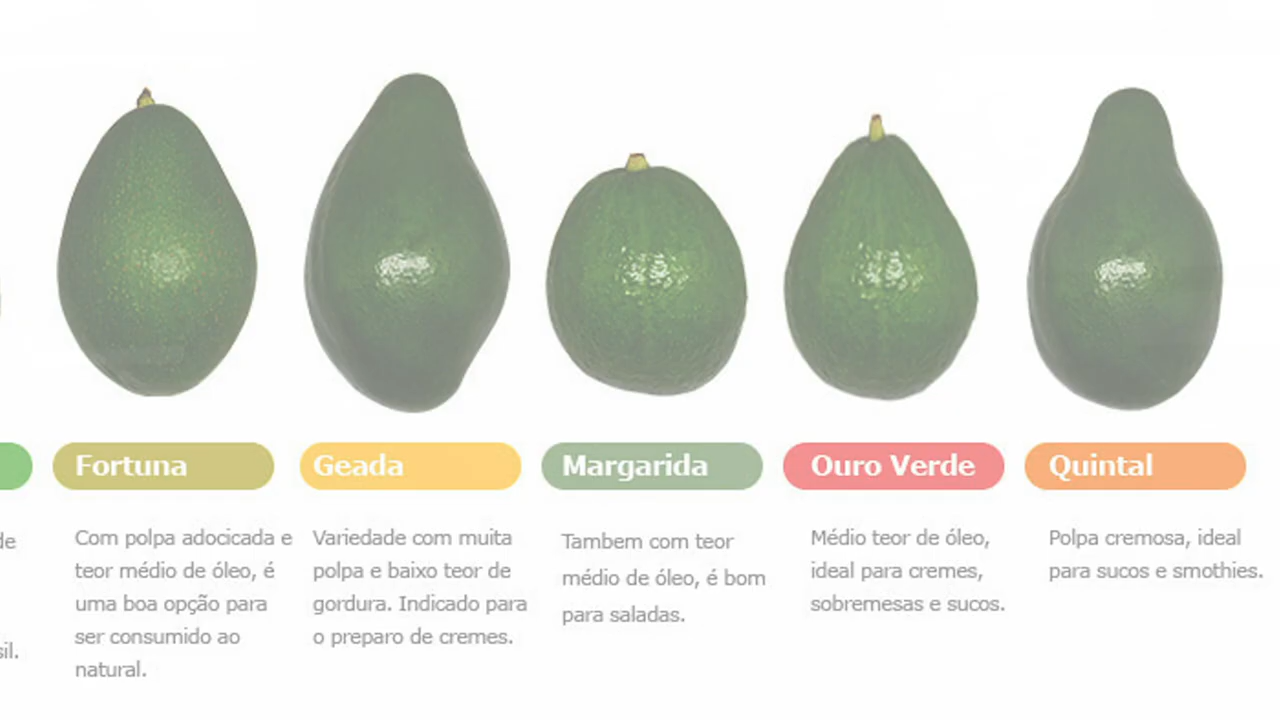 Fortuna
Com polpa adocicada e
teor médio de óleo, é
uma boa opção para
ser consumido ao
natural.
Geada
Variedade com muita
polpa e baixo teor de
gordura. Indicado para
o preparo de cremes.
Margarida
Tambem com teor
médio de óleo, é bom
para saladas.
Ouro Verde
Médio teor de óleo,
ideal para cremes,
sobremesas e sucos.
Quintal
Polpa cremosa, ideal
para sucos e smothies.